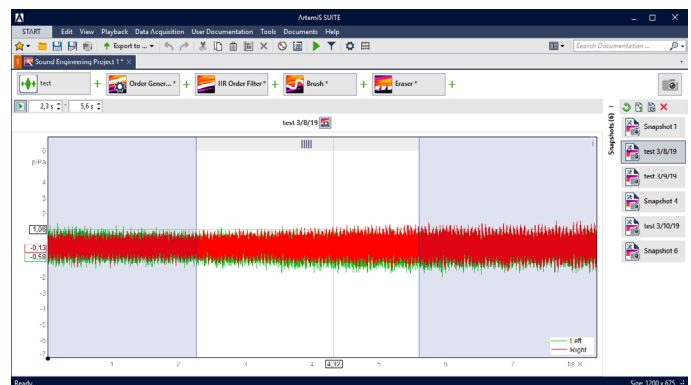 ArtemiS SUITE
START Edit View Playback Data Acquisition User Documentation Tools Documents Help
Export to ... Search Documentation ...
1 Sound Engineering Project 1 *
test + Order Gener... * + IIR Order Filter * + Brush * + Eraser * +
2,3 s - 5,6 s
test 3/8/19
Snapshots (6)
Snapshot 1
test 3/8/19
test 3/9/19
Snapshot 4
test 3/10/19
Snapshot 6
6
p/Pa
4
3
2
1,06
-0,13
-0,58
-2
-3
-4
-5
-6
-7
Left
Right
1 2 3 4 4,32 5 6 7 t/s 8
Ready Size: 1200 x 675